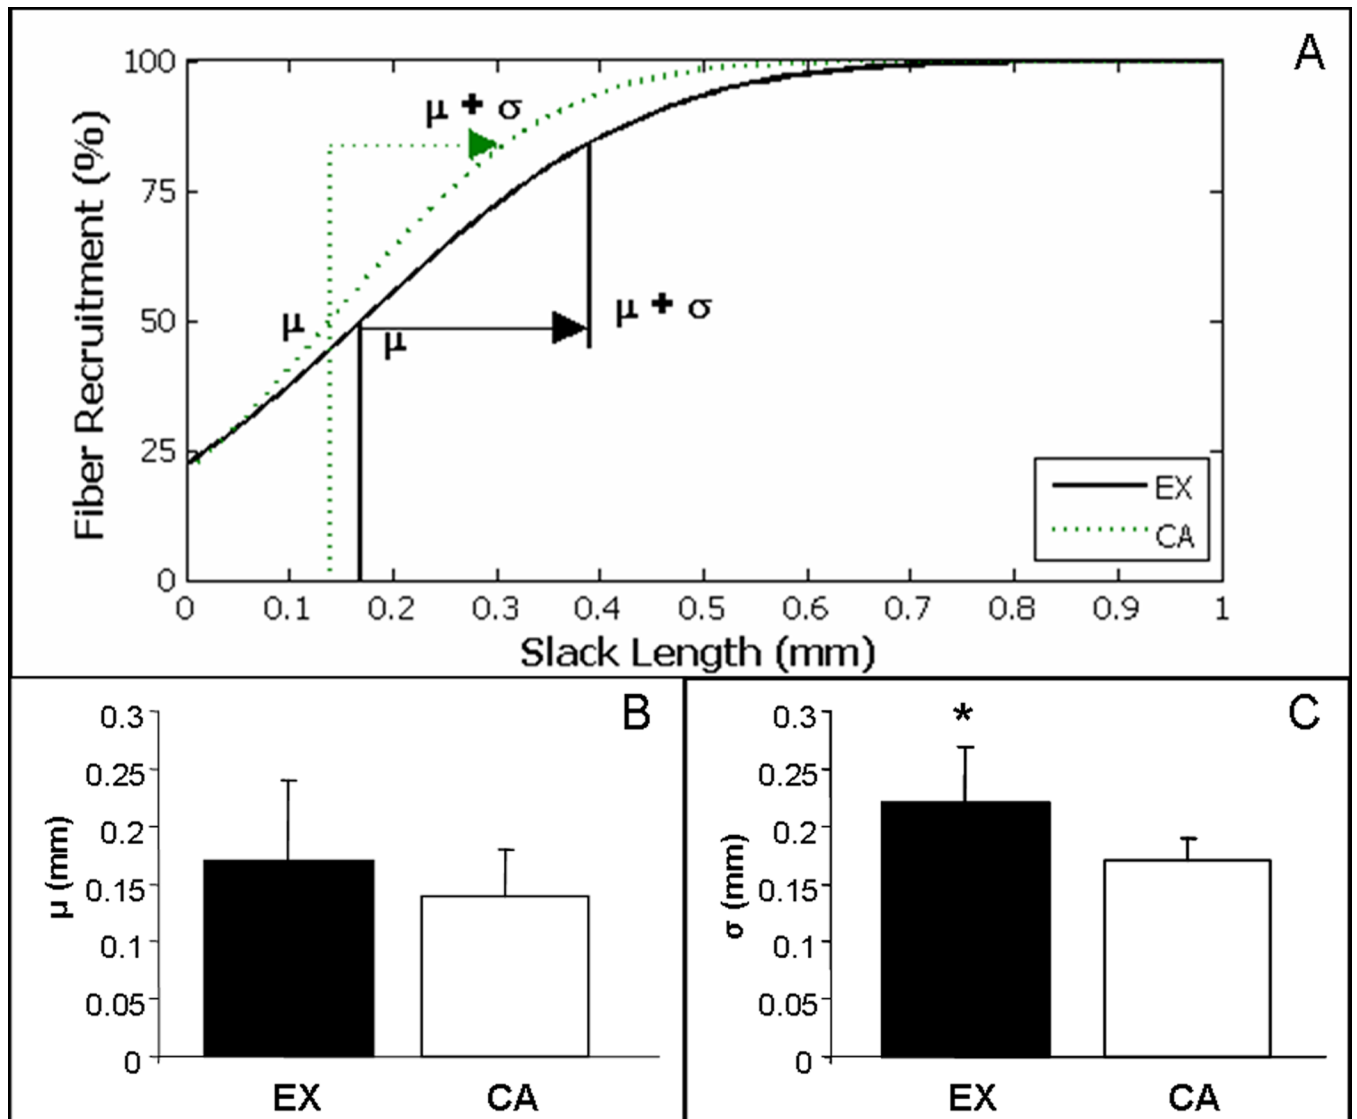 A
Fiber Recruitment (%)
100
75
50
25
0
μ + σ
μ
μ
μ + σ
EX
CA
0 0.1 0.2 0.3 0.4 0.5 0.6 0.7 0.8 0.9 1
Slack Length (mm)
B
μ (mm)
0.3
0.25
0.2
0.15
0.1
0.05
0
EX CA
C
σ (mm)
0.3
0.25
0.2
0.15
0.1
0.05
0
*
EX CA